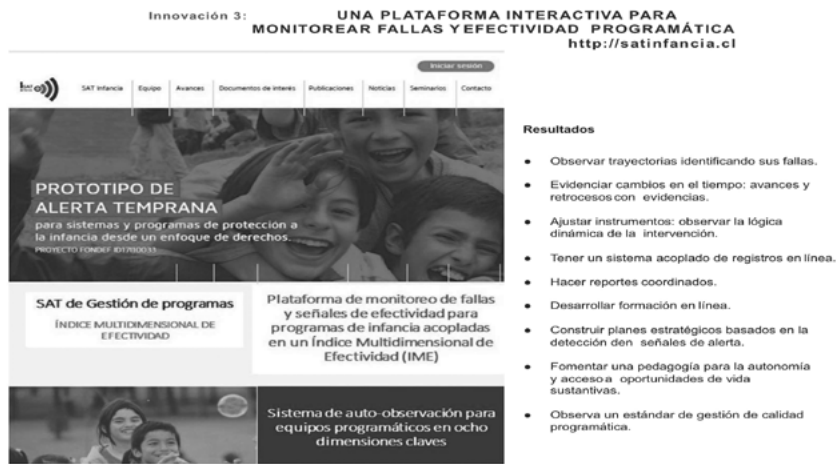 Innovación 3: UNA PLATAFORMA INTERACTIVA PARA
MONITOREAR FALLAS Y EFECTIVIDAD PROGRAMÁTICA
http://satinfancia.cl
Iniciar sesión
SAT Infancia Equipo Avances Documentos de interés Publicaciones Noticias Seminarios Contacto
PROTOTIPO DE
ALERTA TEMPRANA
para sistemas y programas de protección a
la infancia desde un enfoque de derechos.
PROYECTO FONDEF ID17I10033
SAT de Gestión de programas
ÍNDICE MULTIDIMENSIONAL DE
EFECTIVIDAD
Plataforma de monitoreo de fallas
y señales de efectividad para
programas de infancia acopladas
en un Índice Multidimensional de
Efectividad (IME)
Sistema de auto-observación para
equipos programáticos en ocho
dimensiones claves
Resultados
• Observar trayectorias identificando sus fallas.
• Evidenciar cambios en el tiempo: avances y
retrocesos con evidencias.
• Ajustar instrumentos: observar la lógica
dinámica de la intervención.
• Tener un sistema acoplado de registros en línea.
• Hacer reportes coordinados.
• Desarrollar formación en línea.
• Construir planes estratégicos basados en la
detección den señales de alerta.
• Fomentar una pedagogía para la autonomía
y acceso a oportunidades de vida
sustantivas.
• Observa un estándar de gestión de calidad
programática.